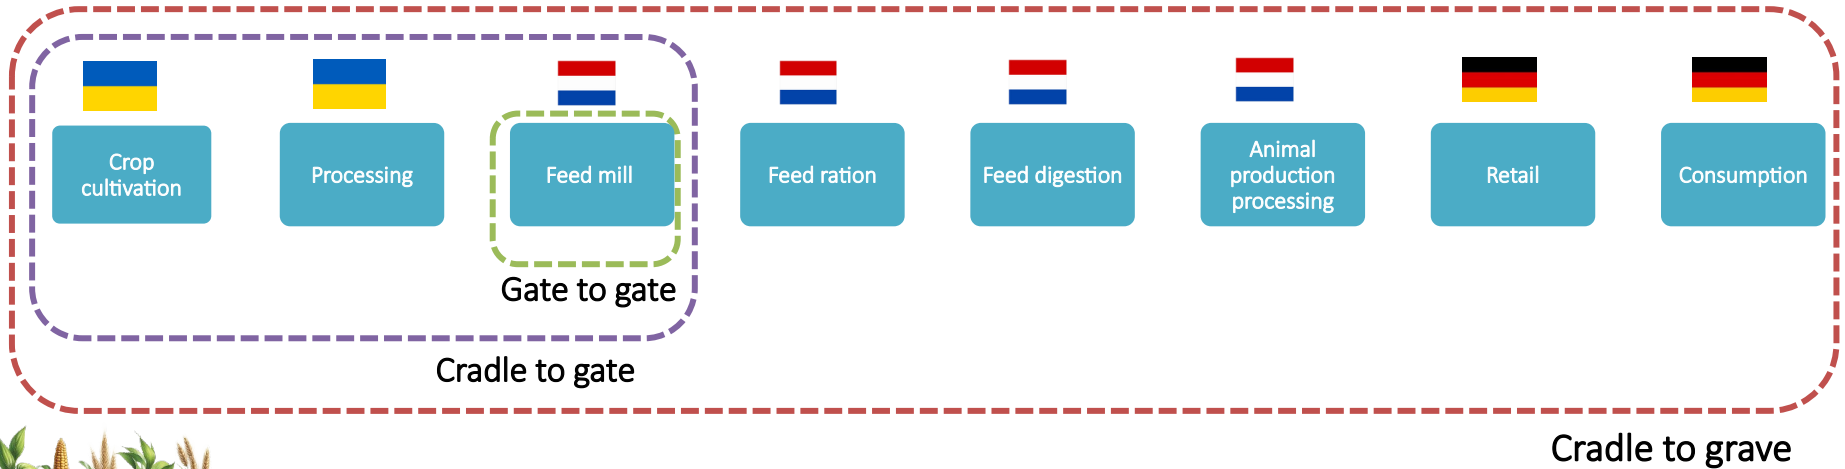 Crop
cultivation
Processing
Feed mill
Feed ration
Feed digestion
Animal
production
processing
Retail
Consumption
Gate to gate
Cradle to gate
Cradle to grave